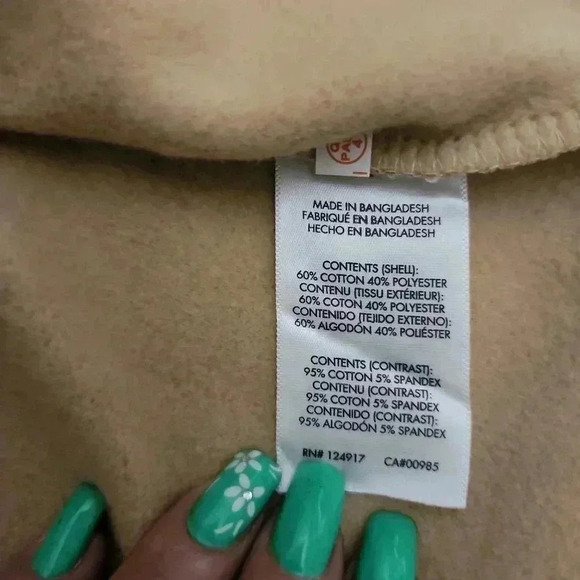 PA
4
MADE IN BANGLADESH
FABRIQUÉ EN BANGLADESH
HECHO EN BANGLADESH
CONTENTS (SHELL):
60% COTTON 40% POLYESTER
CONTENU (TISSU EXTÉRIEUR):
60% COTON 40% POLYESTER
CONTENIDO (TEJIDO EXTERNO):
60% ALGODÓN 40% POLIÉSTER
CONTENTS (CONTRAST):
95% COTTON 5% SPANDEX
CONTENU (CONTRAST):
95% COTON 5% SPANDEX
CONTENIDO (CONTRAST):
95% ALGODÓN 5% SPANDEX
RN# 124917 CA#00985